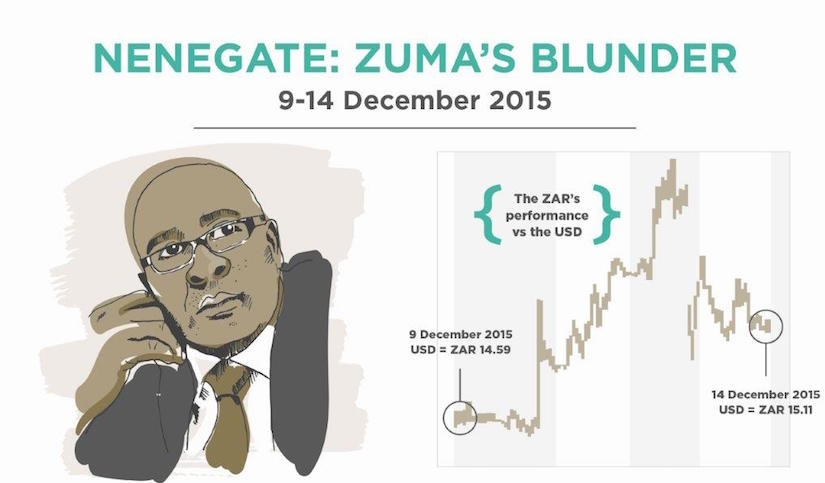 NENEGATE: ZUMA'S BLUNDER
9-14 December 2015
The ZAR's
performance
vs the USD
9 December 2015
USD = ZAR 14.59
14 December 2015
USD = ZAR 15.11